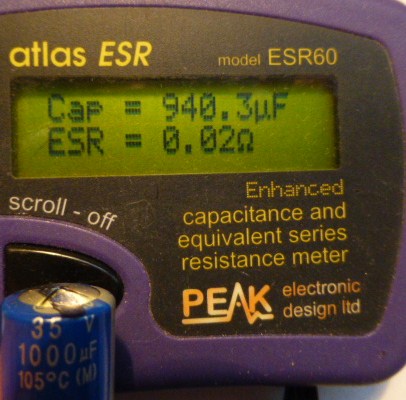 atlas ESR model ESR60
Cap = 940.3µF
ESR = 0.02Ω
Enhanced
scroll - off
capacitance and
equivalent series
resistance meter
PEAK electronic
design ltd
35 V
1000µF
105°C (M)